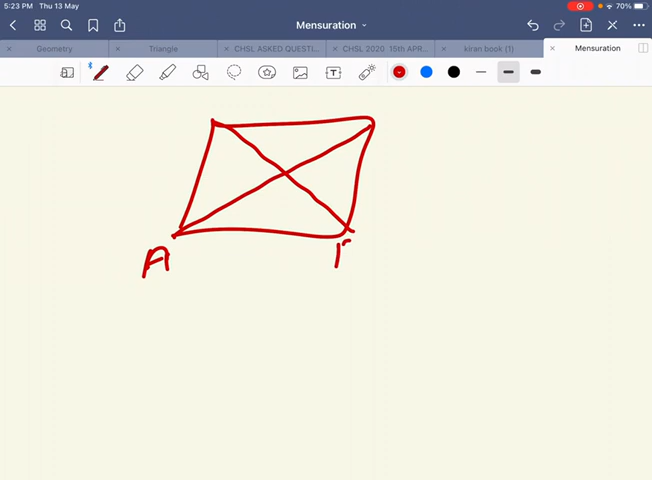 5:23 PM Thu 13 May
70%
Mensuration
Geometry
Triangle
CHSL ASKED QUESTI...
CHSL 2020 15th APR...
kiran book (1)
Mensuration
T
A